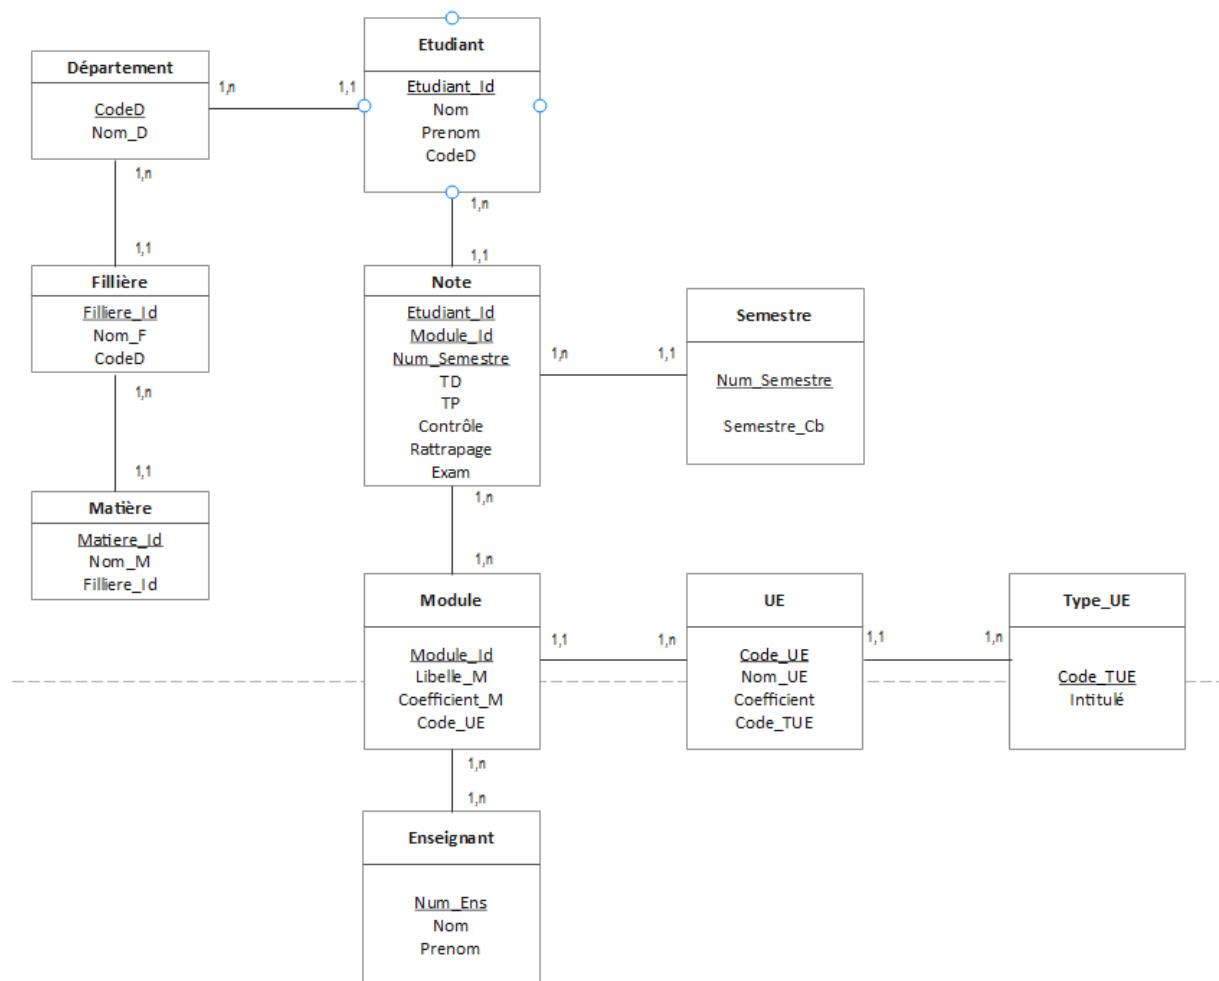 Etudiant
Etudiant_Id
Nom
Prenom
CodeD
Département
CodeD
Nom_D
1,n
1,1
1,n
1,1
1,n
1,1
Fillière
Filliere_Id
Nom_F
CodeD
Note
Etudiant_Id
Module_Id
Num_Semestre
TD
TP
Contrôle
Rattrapage
Exam
Semestre
Num_Semestre
Semestre_Cb
1,n
1,1
1,n
1,1
Matière
Matiere_Id
Nom_M
Filliere_Id
1,n
1,n
Module
Module_Id
Libelle_M
Coefficient_M
Code_UE
1,1
1,n
UE
Code_UE
Nom_UE
Coefficient
Code_TUE
1,1
1,n
Type_UE
Code_TUE
Intitulé
1,n
1,n
Enseignant
Num_Ens
Nom
Prenom